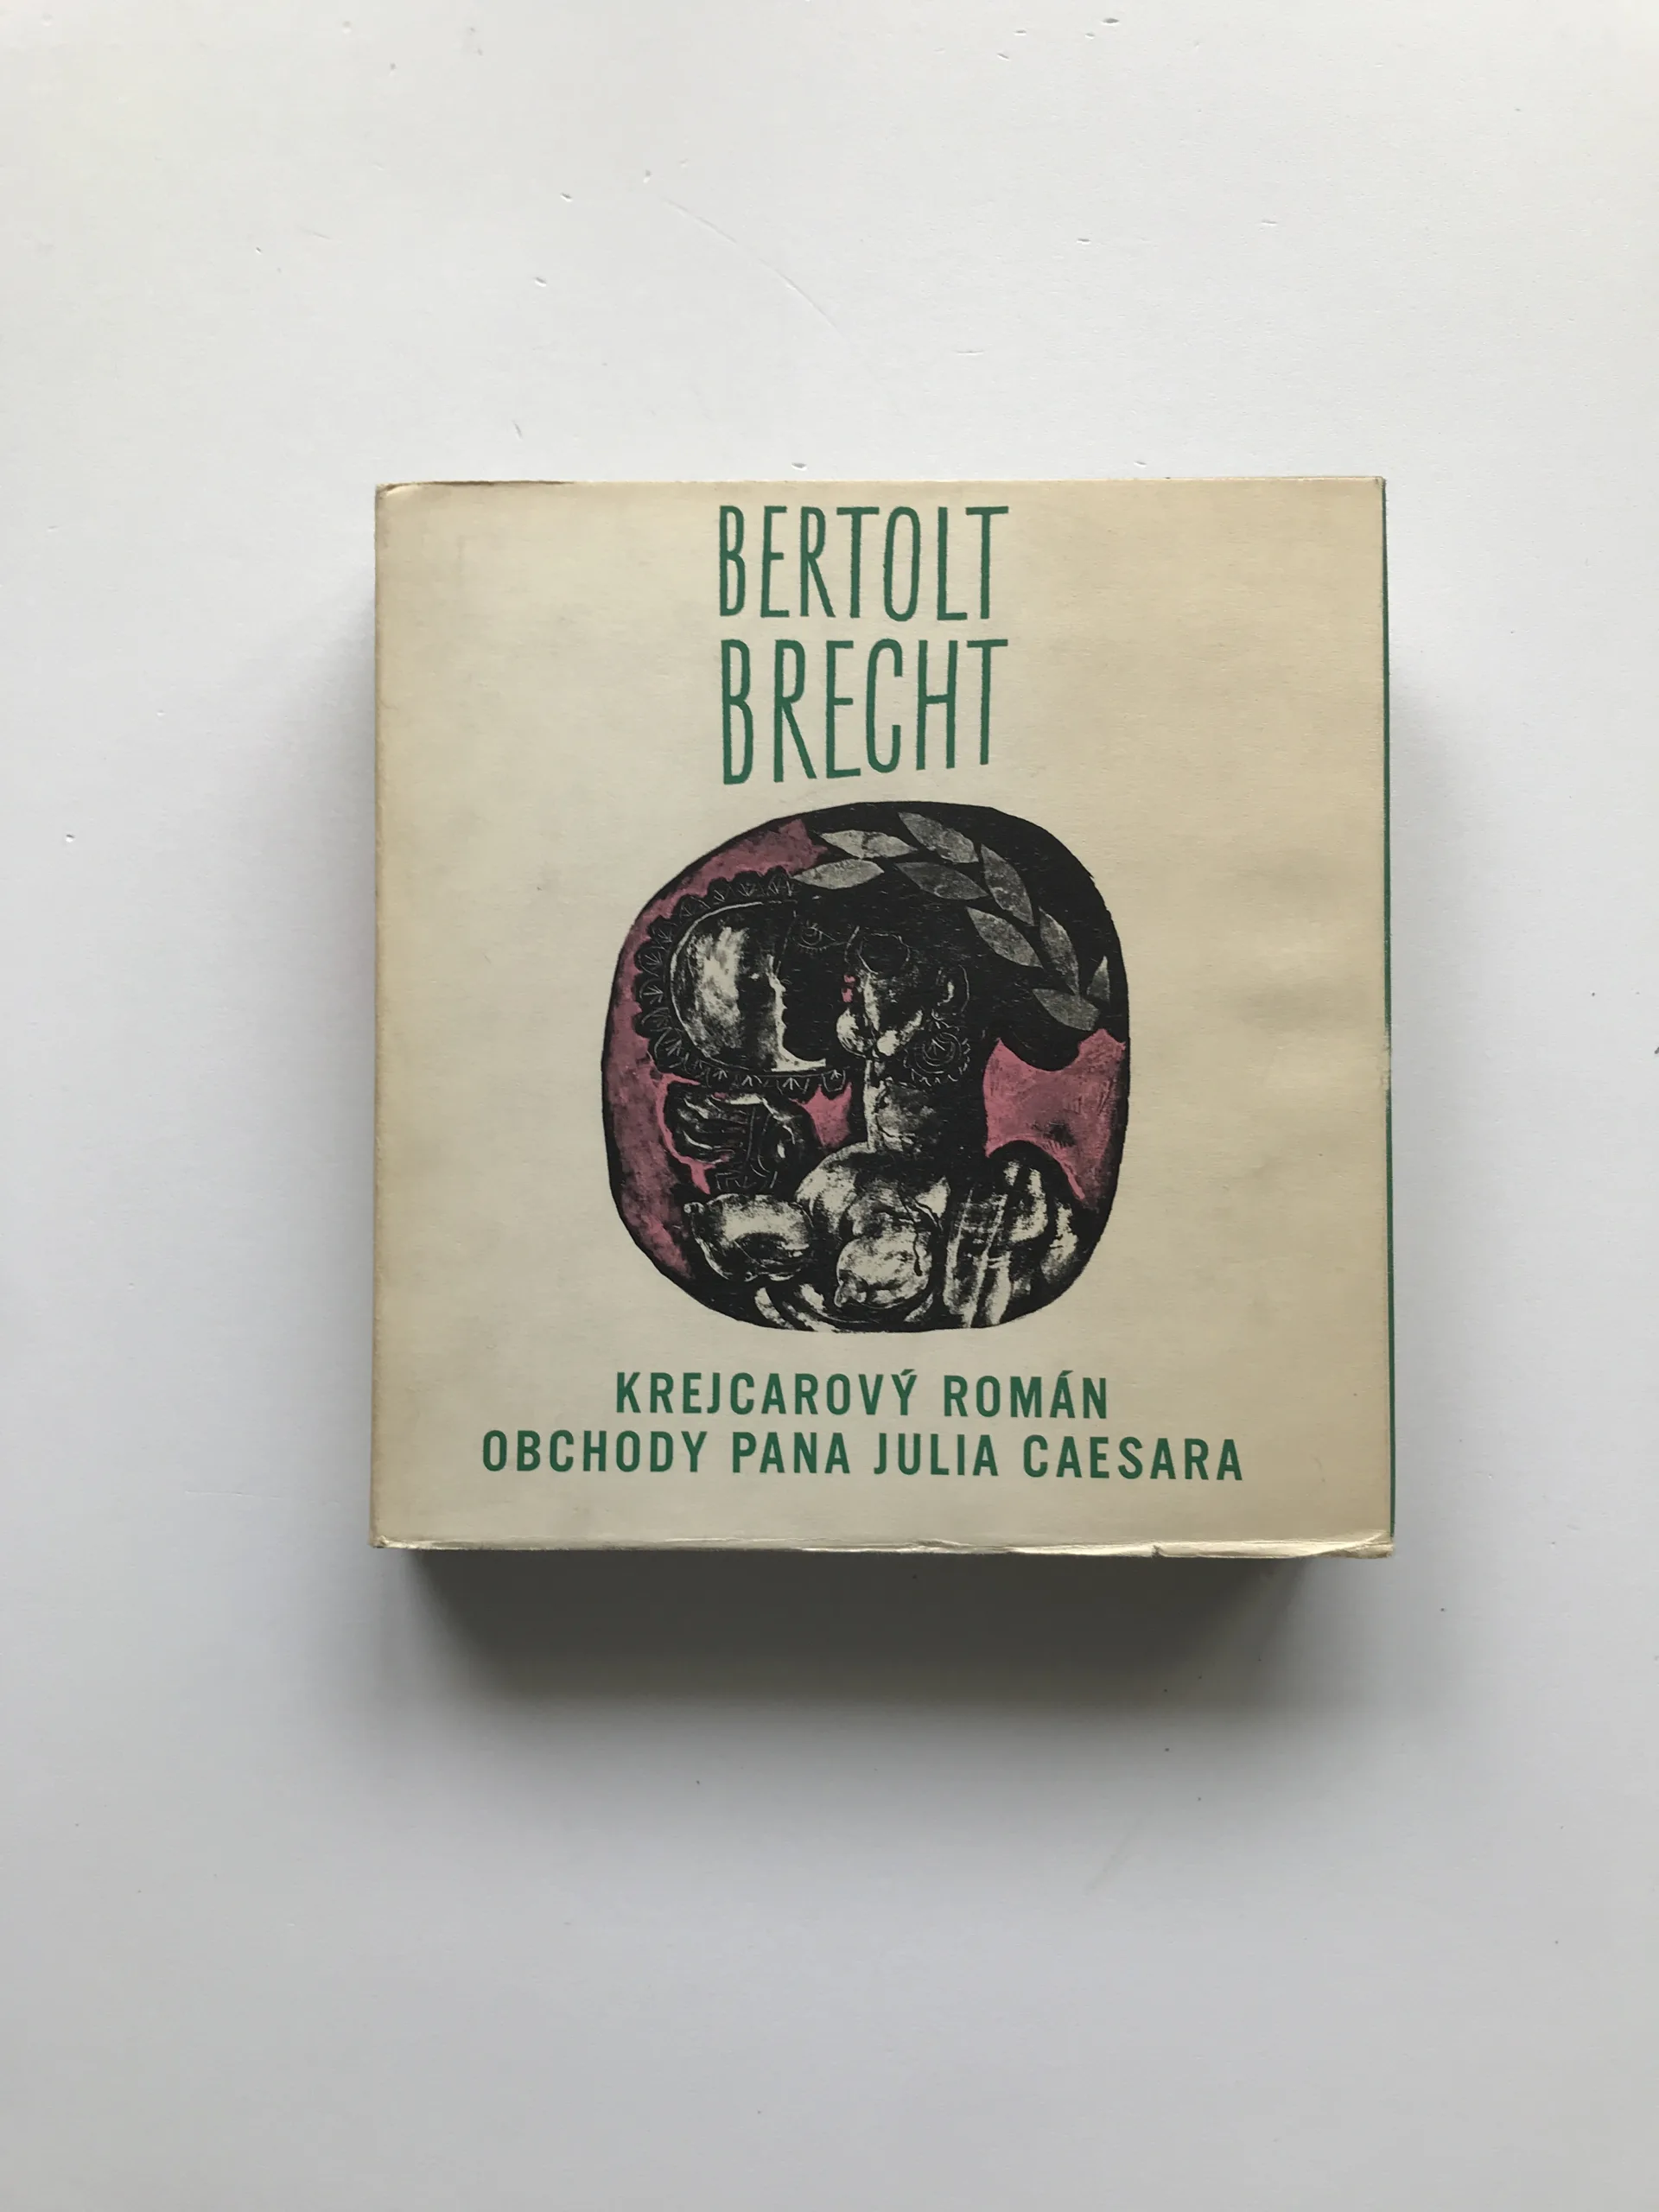 BERTOLT
BRECHT
KREJCAROVÝ ROMÁN
OBCHODY PANA JULIA CAESARA